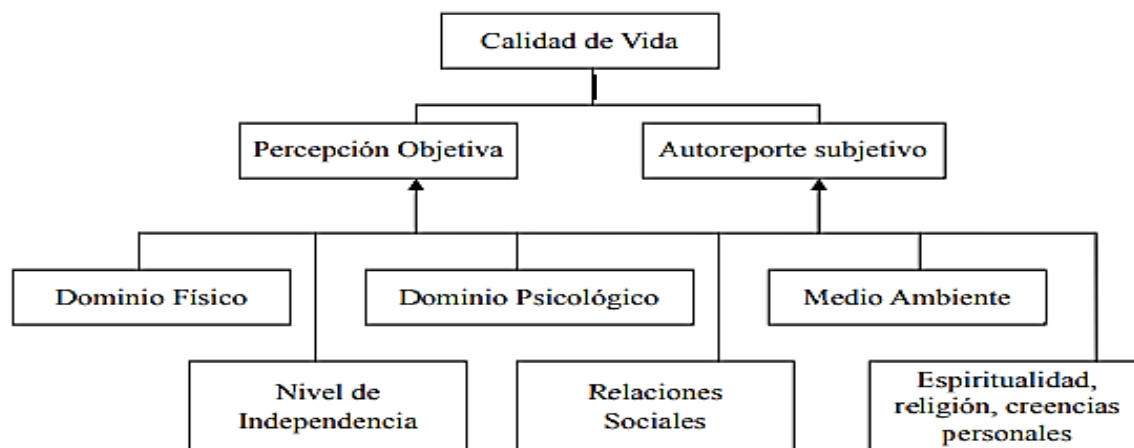 Calidad de Vida
Percepción Objetiva
Autoreporte subjetivo
Dominio Físico
Dominio Psicológico
Medio Ambiente
Nivel de
Independencia
Relaciones
Sociales
Espiritualidad,
religión, creencias
personales